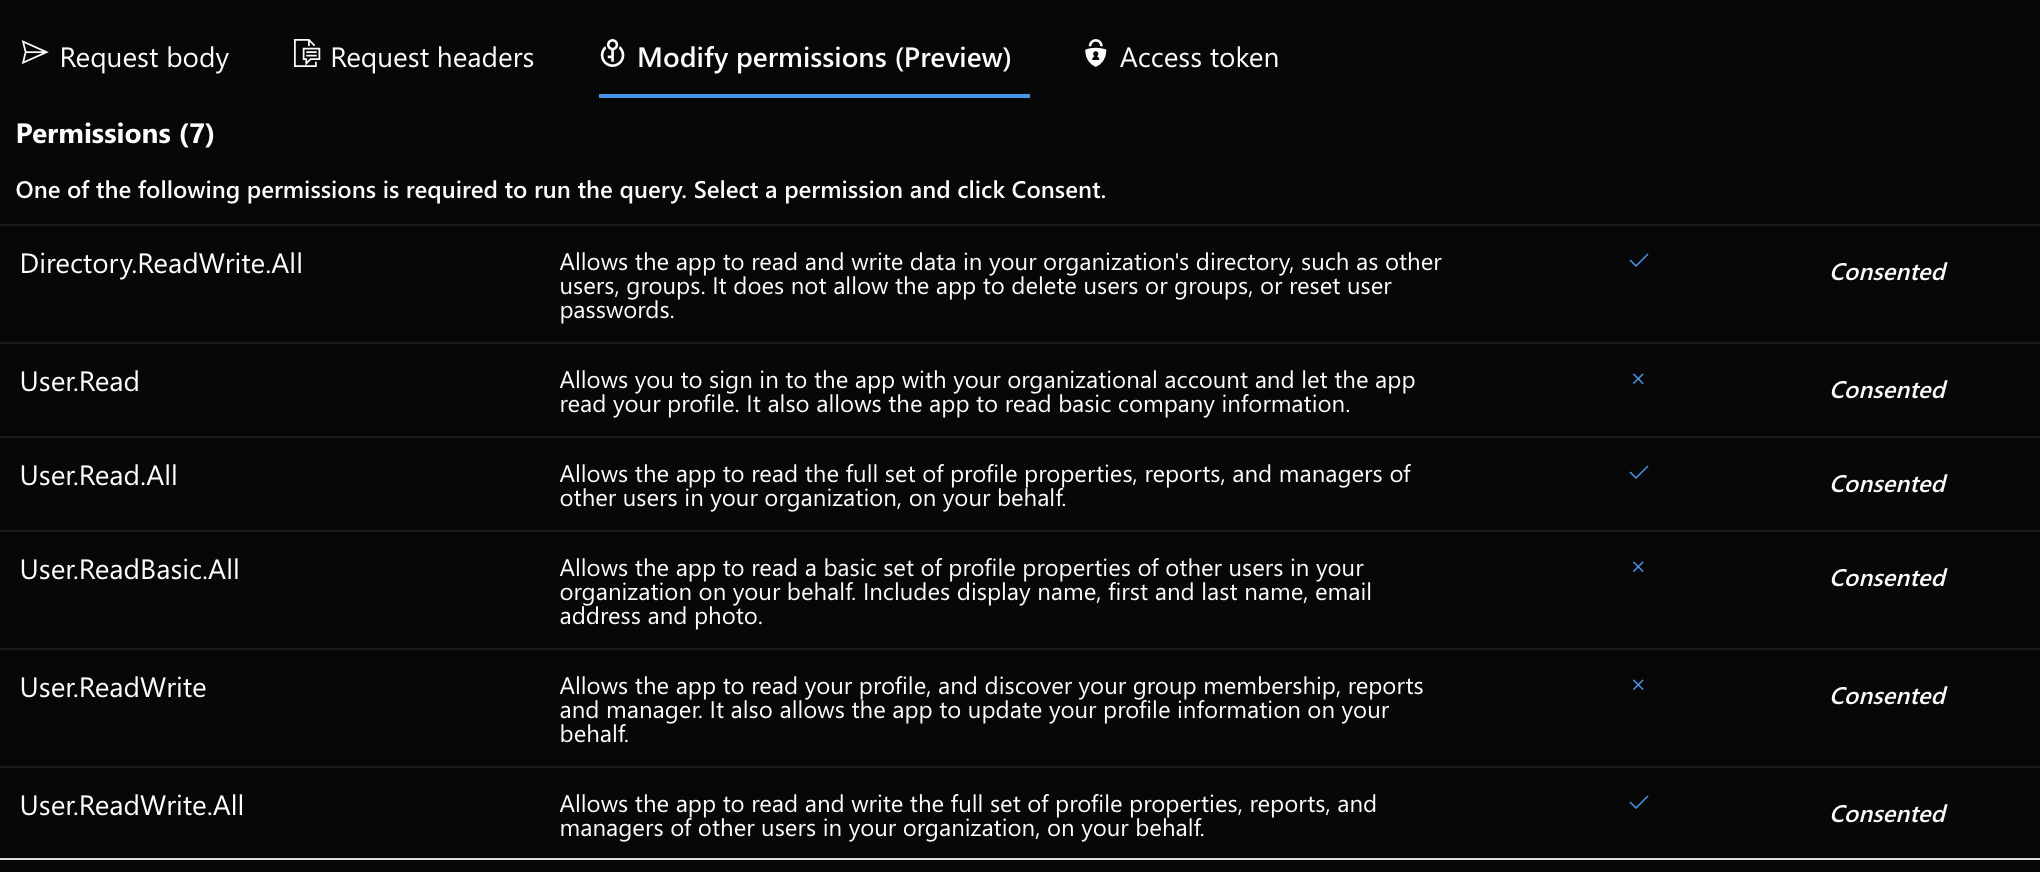 Request body Request headers Modify permissions (Preview) Access token
Permissions (7)
One of the following permissions is required to run the query. Select a permission and click Consent.
Directory.ReadWrite.All
Allows the app to read and write data in your organization's directory, such as other
users, groups. It does not allow the app to delete users or groups, or reset user
passwords.
Consented
User.Read
Allows you to sign in to the app with your organizational account and let the app
read your profile. It also allows the app to read basic company information.
Consented
User.Read.All
Allows the app to read the full set of profile properties, reports, and managers of
other users in your organization, on your behalf.
Consented
User.ReadBasic.All
Allows the app to read a basic set of profile properties of other users in your
organization on your behalf. Includes display name, first and last name, email
address and photo.
Consented
User.ReadWrite
Allows the app to read your profile, and discover your group membership, reports
and manager. It also allows the app to update your profile information on your
behalf.
Consented
User.ReadWrite.All
Allows the app to read and write the full set of profile properties, reports, and
managers of other users in your organization, on your behalf.
Consented